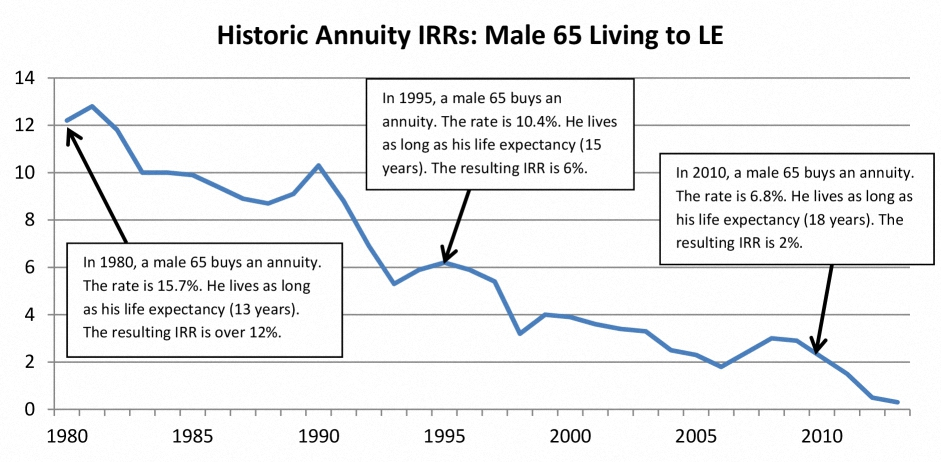 Historic Annuity IRRs: Male 65 Living to LE
14
12
10
8
6
4
2
0
In 1995, a male 65 buys an
annuity. The rate is 10.4%. He lives
as long as his life expectancy (15
years). The resulting IRR is 6%.
In 2010, a male 65 buys an annuity.
The rate is 6.8%. He lives as long as
his life expectancy (18 years). The
resulting IRR is 2%.
In 1980, a male 65 buys an annuity.
The rate is 15.7%. He lives as long
as his life expectancy (13 years).
The resulting IRR is over 12%.
1980 1985 1990 1995 2000 2005 2010